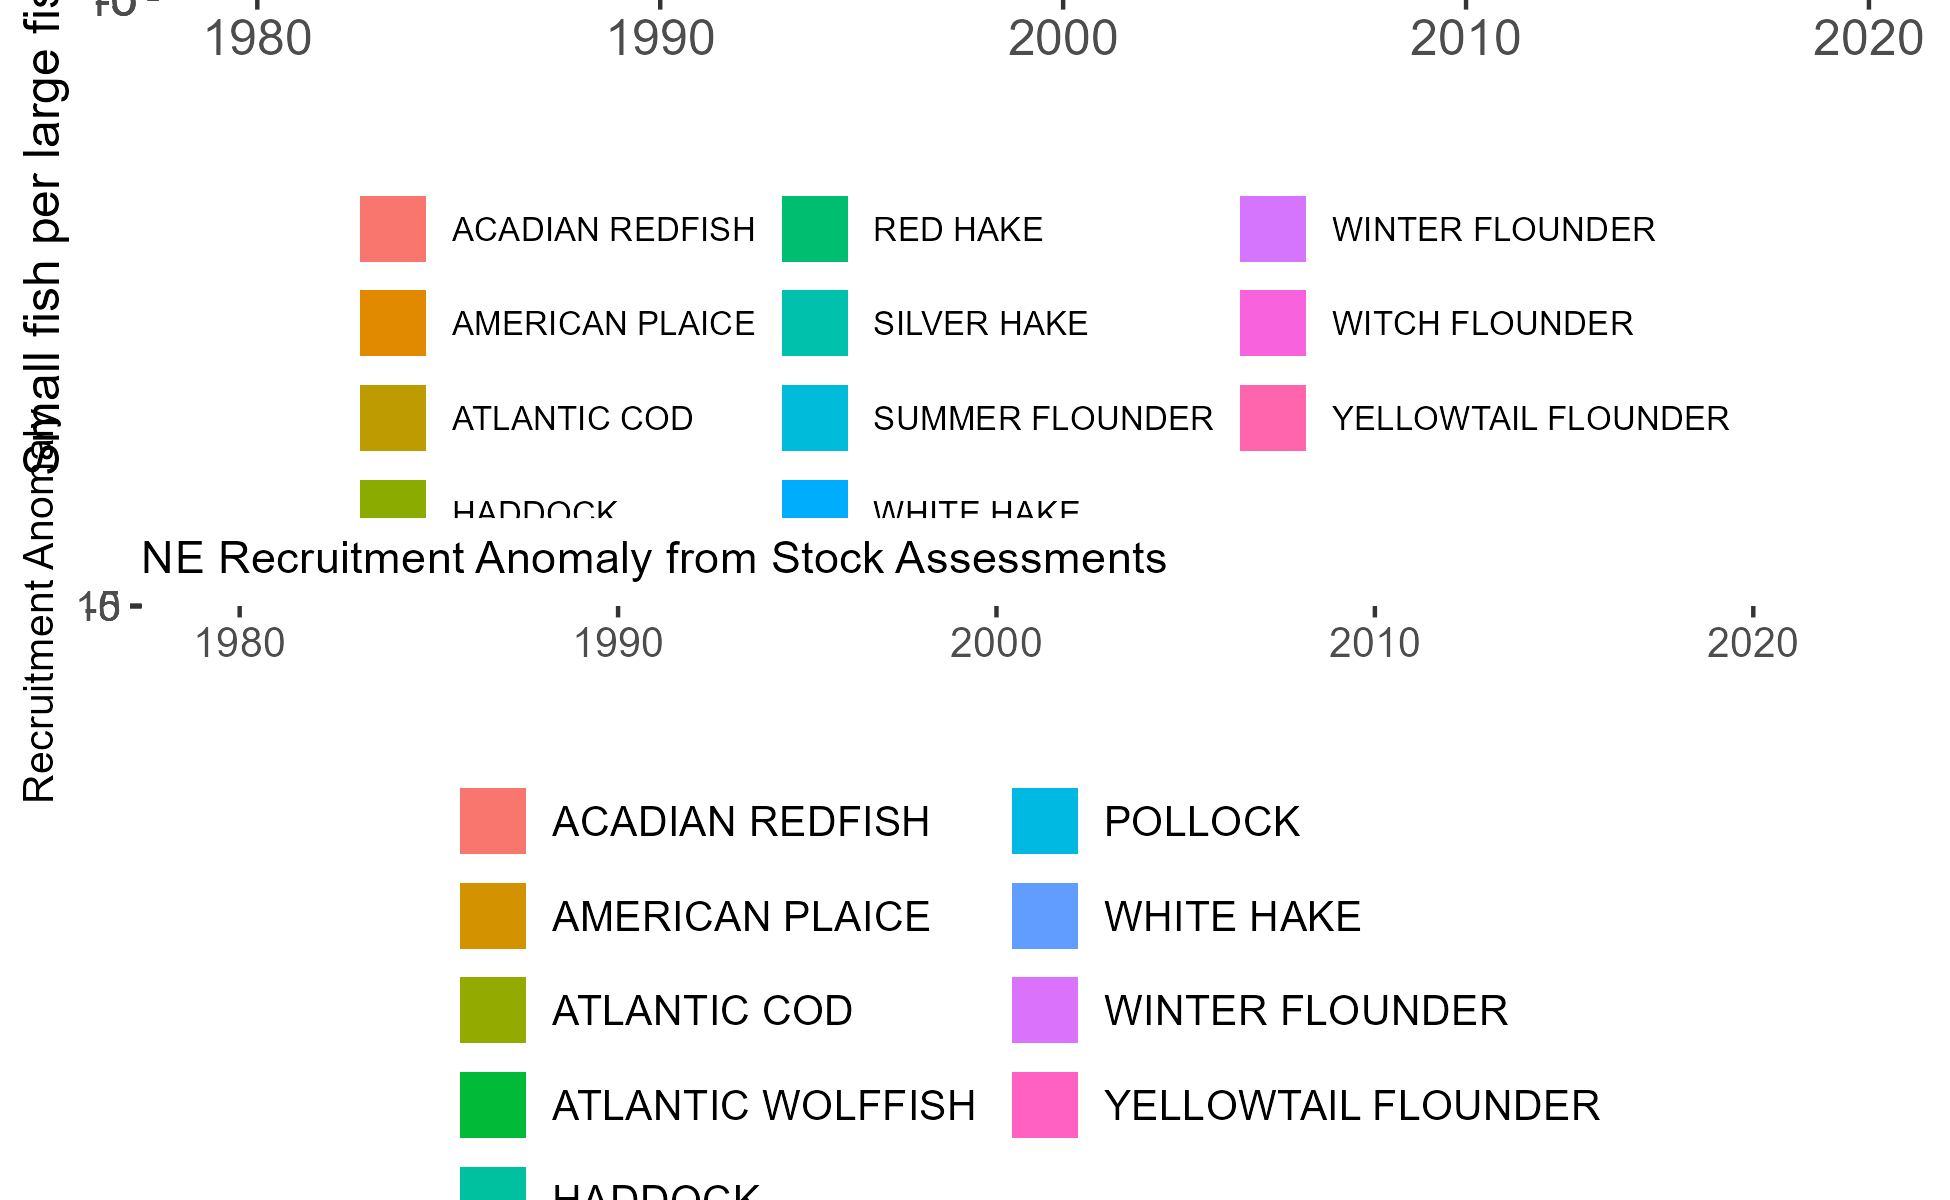 1980 1990 2000 2010 2020
Small fish per large
ACADIAN REDFISH RED HAKE WINTER FLOUNDER
AMERICAN PLAICE SILVER HAKE WITCH FLOUNDER
ATLANTIC COD SUMMER FLOUNDER YELLOWTAIL FLOUNDER
HADDOCK WHITE HAKE
NE Recruitment Anomaly from Stock Assessments
Recruitment Anomaly
1980 1990 2000 2010 2020
ACADIAN REDFISH POLLOCK
AMERICAN PLAICE WHITE HAKE
ATLANTIC COD WINTER FLOUNDER
ATLANTIC WOLFFISH YELLOWTAIL FLOUNDER
HADDOCK